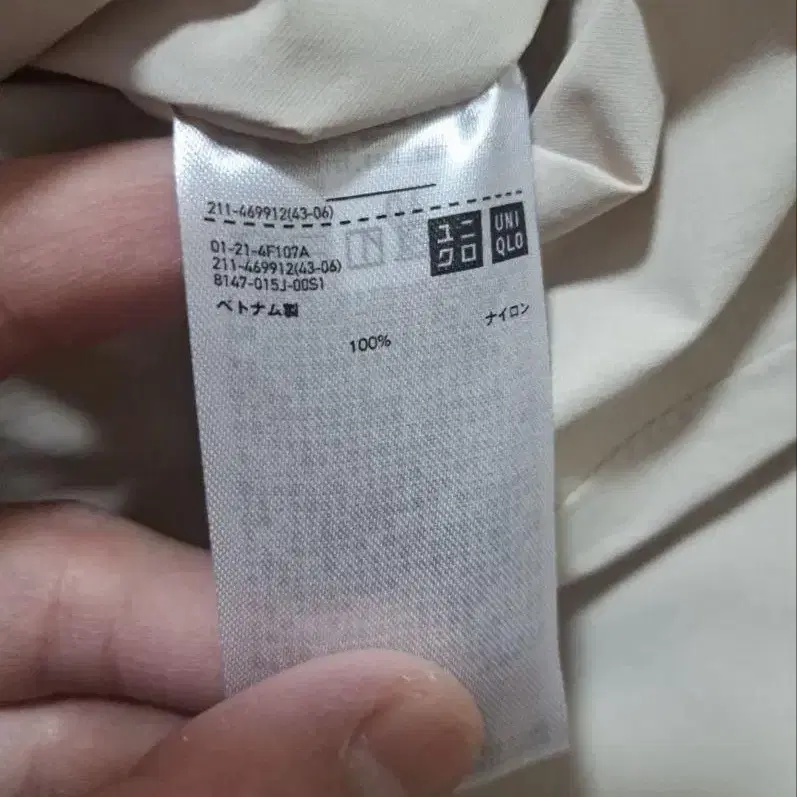 211-469912(43-06)
ユニクロ
UNIQLO
01-21-4F107A
211-469912(43-06)
8147-015J-00S1
ベトナム製
ナイロン
100%